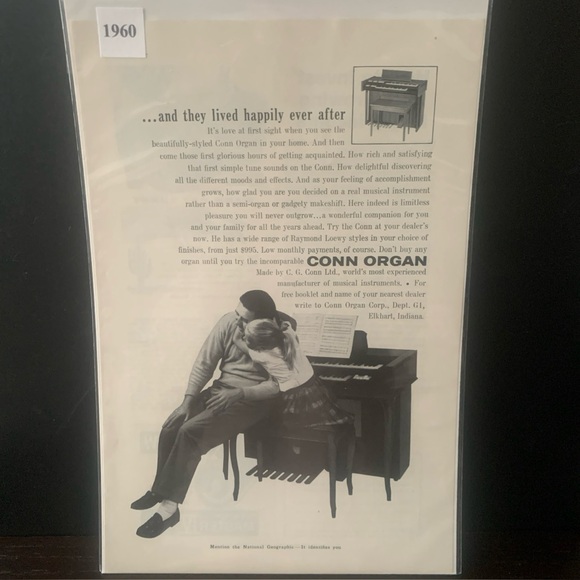 1960
...and they lived happily ever after
It's love at first sight when you see the
beautifully-styled Conn Organ in your home. And then
come those first glorious hours of getting acquainted. How rich and satisfying
that first simple tune sounds on the Conn. How delightful discovering
all the different moods and effects. And as your feeling of accomplishment
grows, how glad you are you decided on a real musical instrument
rather than a semi-organ or gadgety makeshift. Here indeed is limitless
pleasure you will never outgrow...a wonderful companion for you
and your family for all the years ahead. Try the Conn at your dealer's
now. He has a wide range of Raymond Loewy styles in your choice of
finishes, from just $995. Low monthly payments, of course. Don't buy any
organ until you try the incomparable CONN ORGAN
Made by C. G. Conn Ltd., world's most experienced
manufacturer of musical instruments. • For
free booklet and name of your nearest dealer
write to Conn Organ Corp., Dept. G1,
Elkhart, Indiana.
Mention the National Geographic—It identifies you